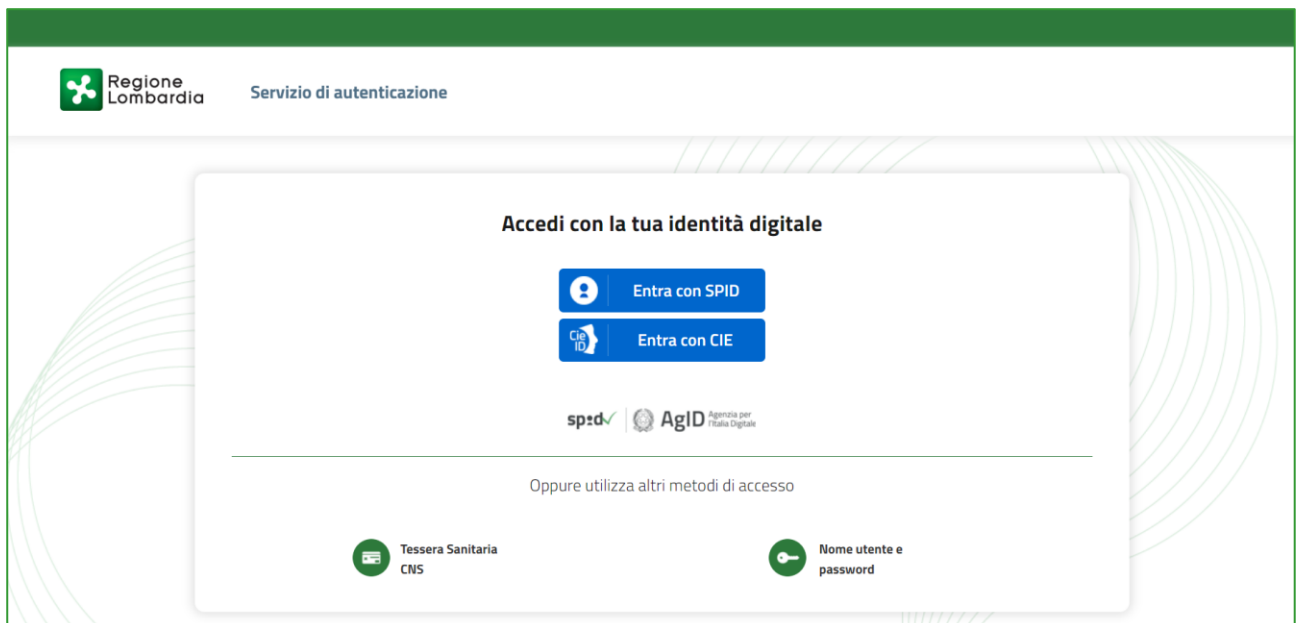 Regione
Lombardia
Servizio di autenticazione
Accedi con la tua identità digitale
Entra con SPID
Cie
ID
Entra con CIE
spid
AgID
Agenzia per
l'Italia Digitale
Oppure utilizza altri metodi di accesso
Tessera Sanitaria
CNS
Nome utente e
password